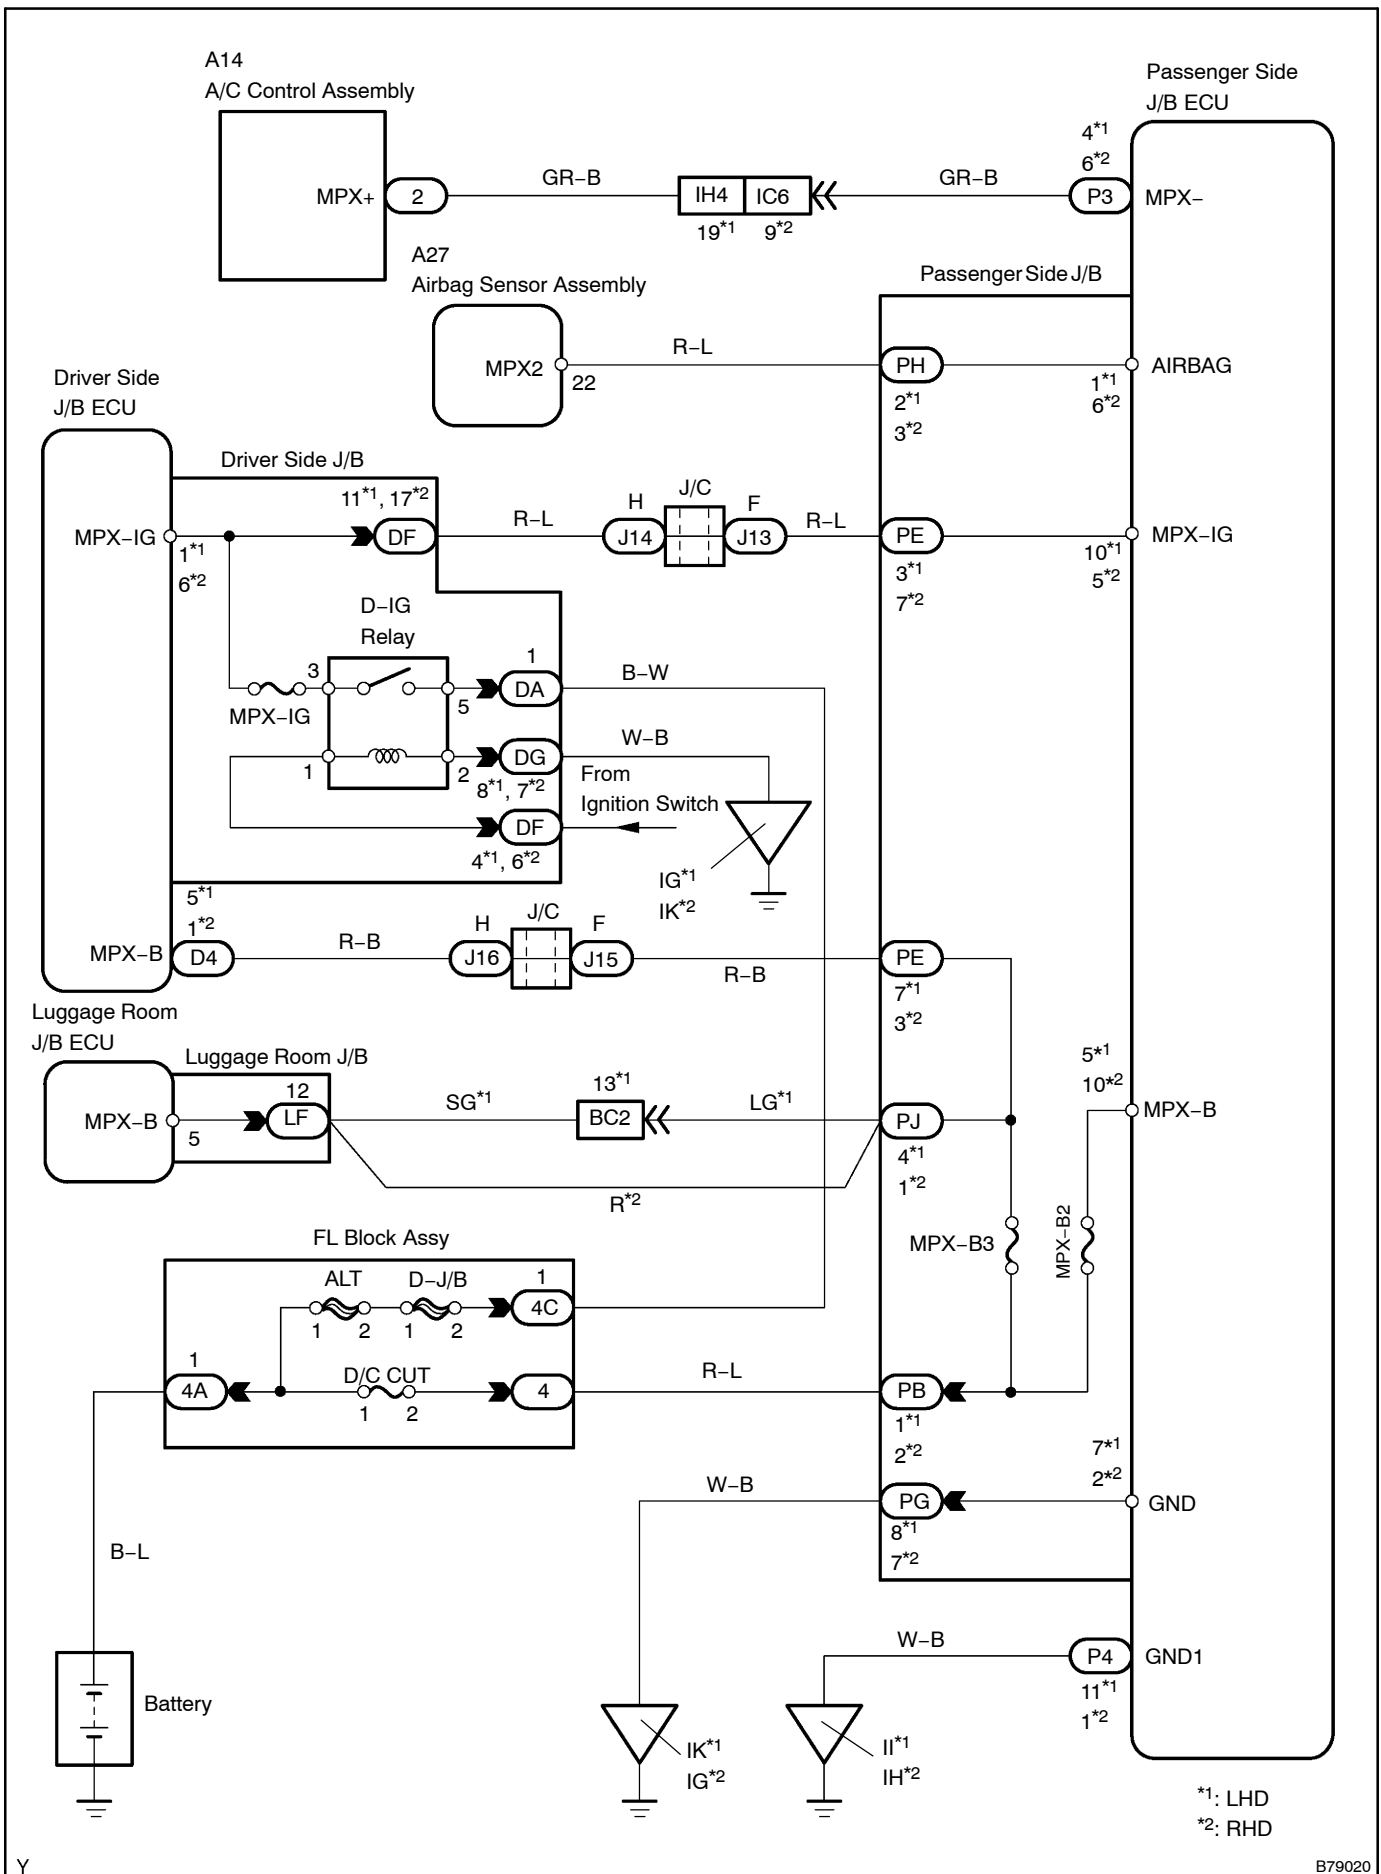 A14
A/C Control Assembly
Passenger Side
J/B ECU
4*1
6*2
MPX+
2
GR-B
IH4
IC6
GR-B
P3
MPX-
19*1
9*2
A27
Airbag Sensor Assembly
Passenger Side J/B
MPX2
22
R-L
PH
AIRBAG
2*1
3*2
1*1
6*2
Driver Side
J/B ECU
Driver Side J/B
11*1, 17*2
H
J/C
F
MPX-IG
1*1
6*2
DF
R-L
J14
J13
R-L
PE
MPX-IG
3*1
7*2
10*1
5*2
D-IG
Relay
3
1
5
DA
B-W
MPX-IG
1
2
DG
W-B
8*1, 7*2
From
Ignition Switch
DF
4*1, 6*2
IG*1
IK*2
5*1
1*2
MPX-B
D4
R-B
H
J/C
F
J16
J15
R-B
PE
7*1
3*2
Luggage Room
J/B ECU
Luggage Room J/B
MPX-B
5
12
LF
SG*1
13*1
BC2
LG*1
PJ
4*1
1*2
5*1
10*2
MPX-B
R*2
MPX-B3
MPX-B2
FL Block Assy
ALT
D-J/B
1
1
2
1
2
4C
1
4A
D/C CUT
1
2
4
R-L
PB
1*1
2*2
7*1
2*2
W-B
PG
GND
8*1
7*2
B-L
W-B
P4
GND1
11*1
1*2
Battery
IK*1
IG*2
II*1
IH*2
*1: LHD
*2: RHD
Y
B79020